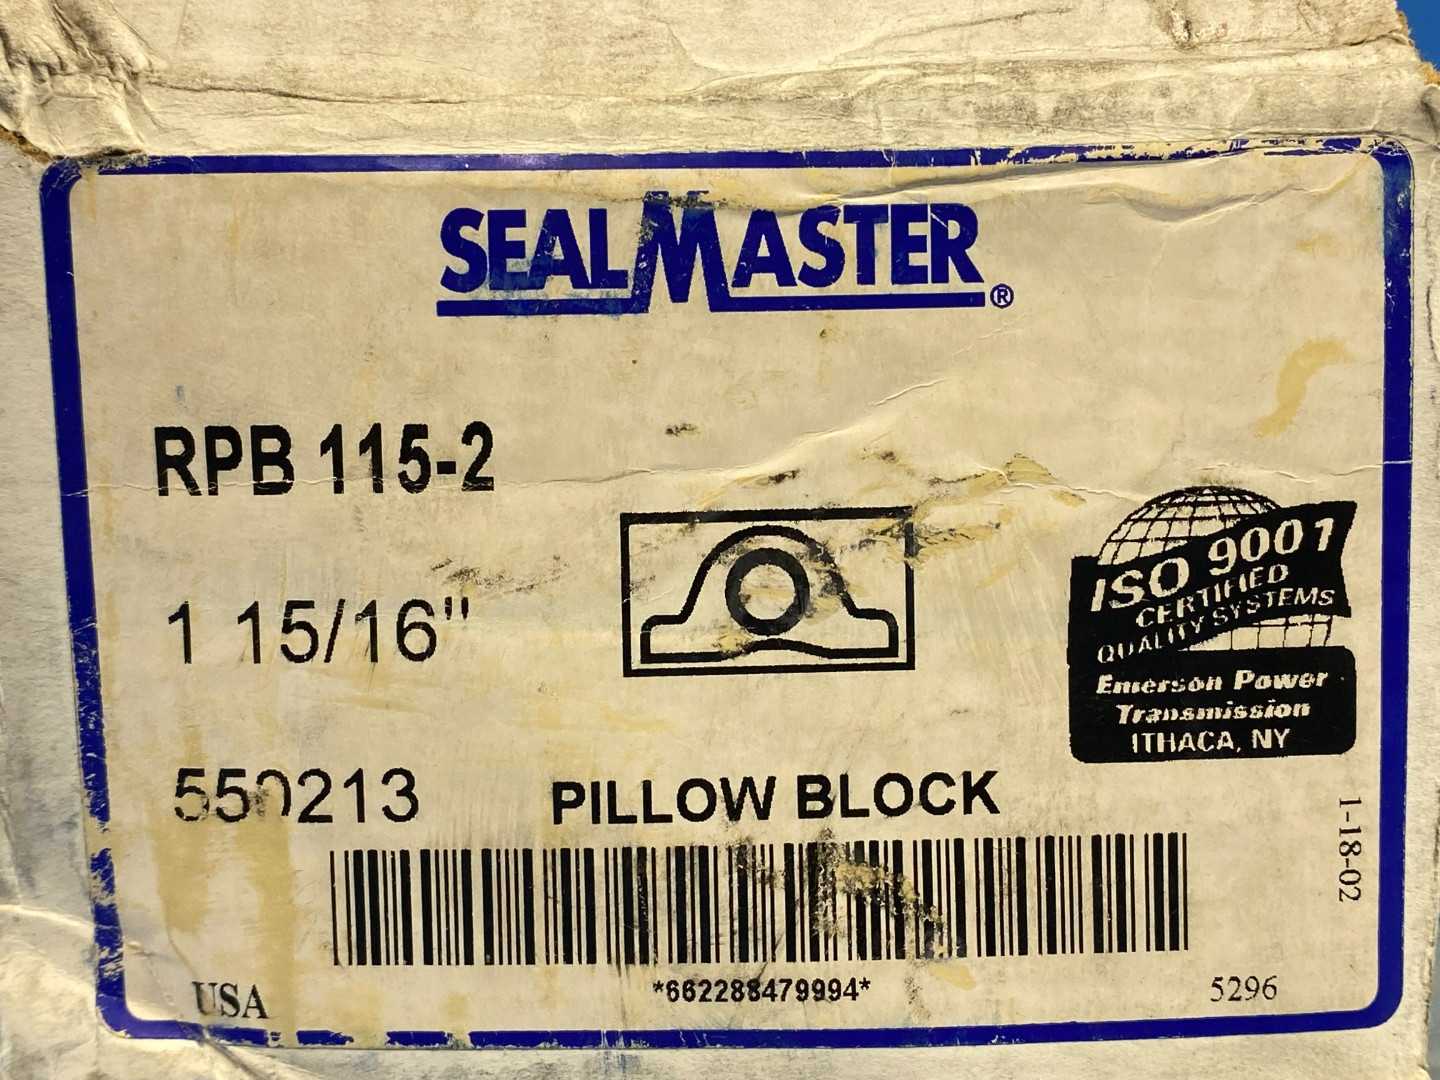 SEALMASTER®
RPB 115-2
1 15/16"
ISO 9001
CERTIFIED
QUALITY SYSTEMS
Emerson Power
Transmission
ITHACA, NY
550213
PILLOW BLOCK
1-18-02
USA
*662288479994*
5296